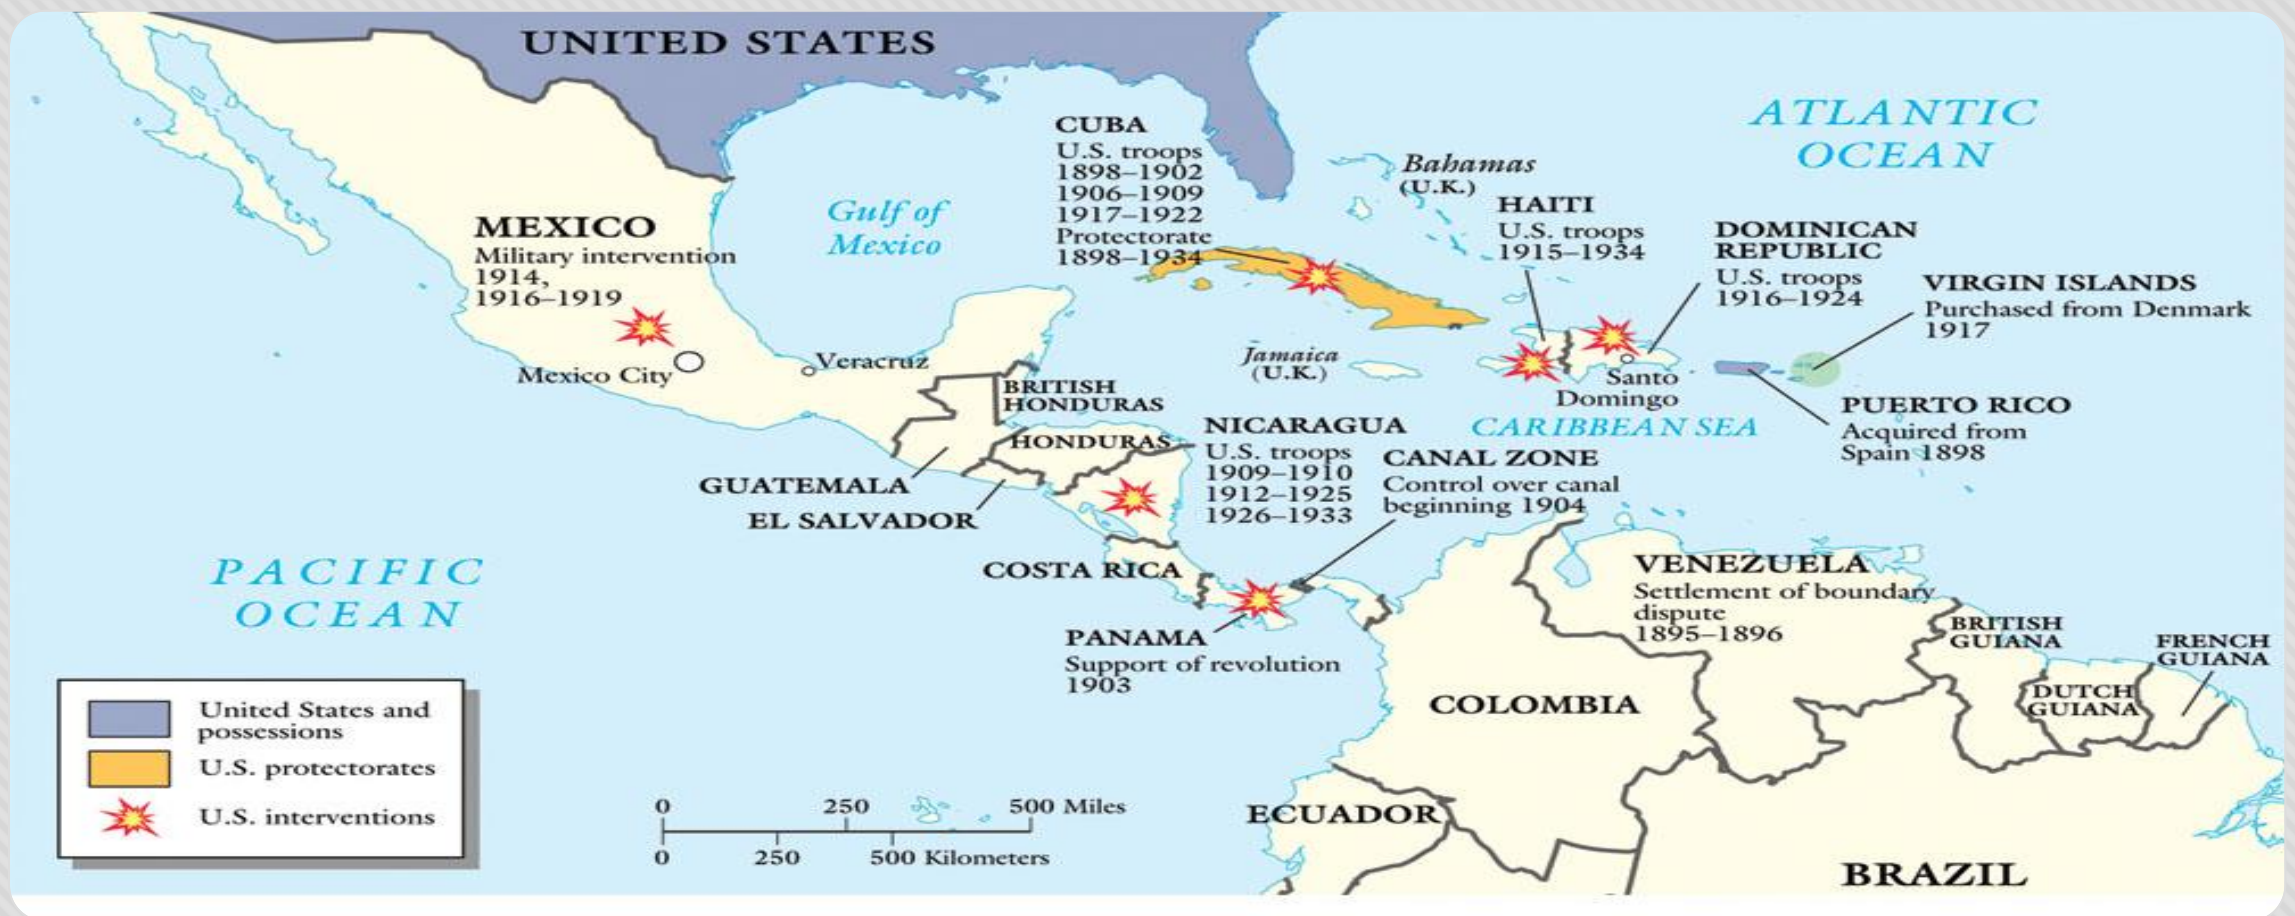 UNITED STATES
ATLANTIC
OCEAN
CUBA
U.S. troops
1898–1902
1906–1909
1917–1922
Protectorate
1898–1934
Bahamas
(U.K.)
HAITI
U.S. troops
1915–1934
DOMINICAN
REPUBLIC
U.S. troops
1916–1924
VIRGIN ISLANDS
Purchased from Denmark
1917
Gulf of
Mexico
MEXICO
Military intervention
1914,
1916–1919
Mexico City
Veracruz
Jamaica
(U.K.)
Santo
Domingo
BRITISH
HONDURAS
HONDURAS
CARIBBEAN SEA
PUERTO RICO
Acquired from
Spain 1898
NICARAGUA
U.S. troops
1909–1910
1912–1925
1926–1933
CANAL ZONE
Control over canal
beginning 1904
GUATEMALA
EL SALVADOR
COSTA RICA
PACIFIC
OCEAN
PANAMA
Support of revolution
1903
VENEZUELA
Settlement of boundary
dispute
1895–1896
BRITISH
GUIANA
FRENCH
GUIANA
DUTCH
GUIANA
COLOMBIA
ECUADOR
BRAZIL
United States and
possessions
U.S. protectorates
U.S. interventions
0 250 500 Miles
0 250 500 Kilometers